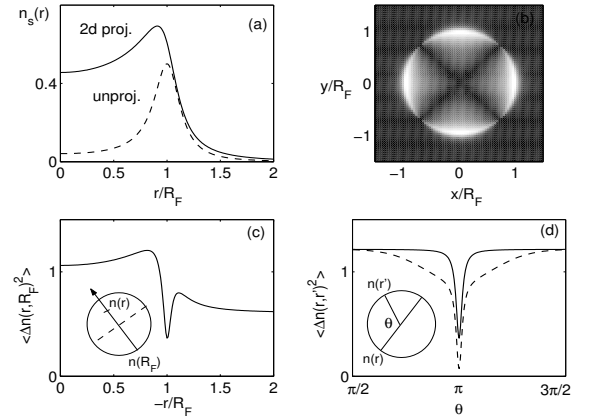 n_s(r)
(a)
2d proj.
unproj.
0.4
0
0 0.5 1 1.5 2
r/R_F
(b)
1
y/R_F
0
−1
−1 0 1
x/R_F
(c)
<Δn(r,R_F)²>
1
n(r)
n(R_F)
0
0 0.5 1 1.5 2
−r/R_F
(d)
<Δn(r,r')²>
1
n(r')
θ
n(r)
0
π/2 π 3π/2
θ